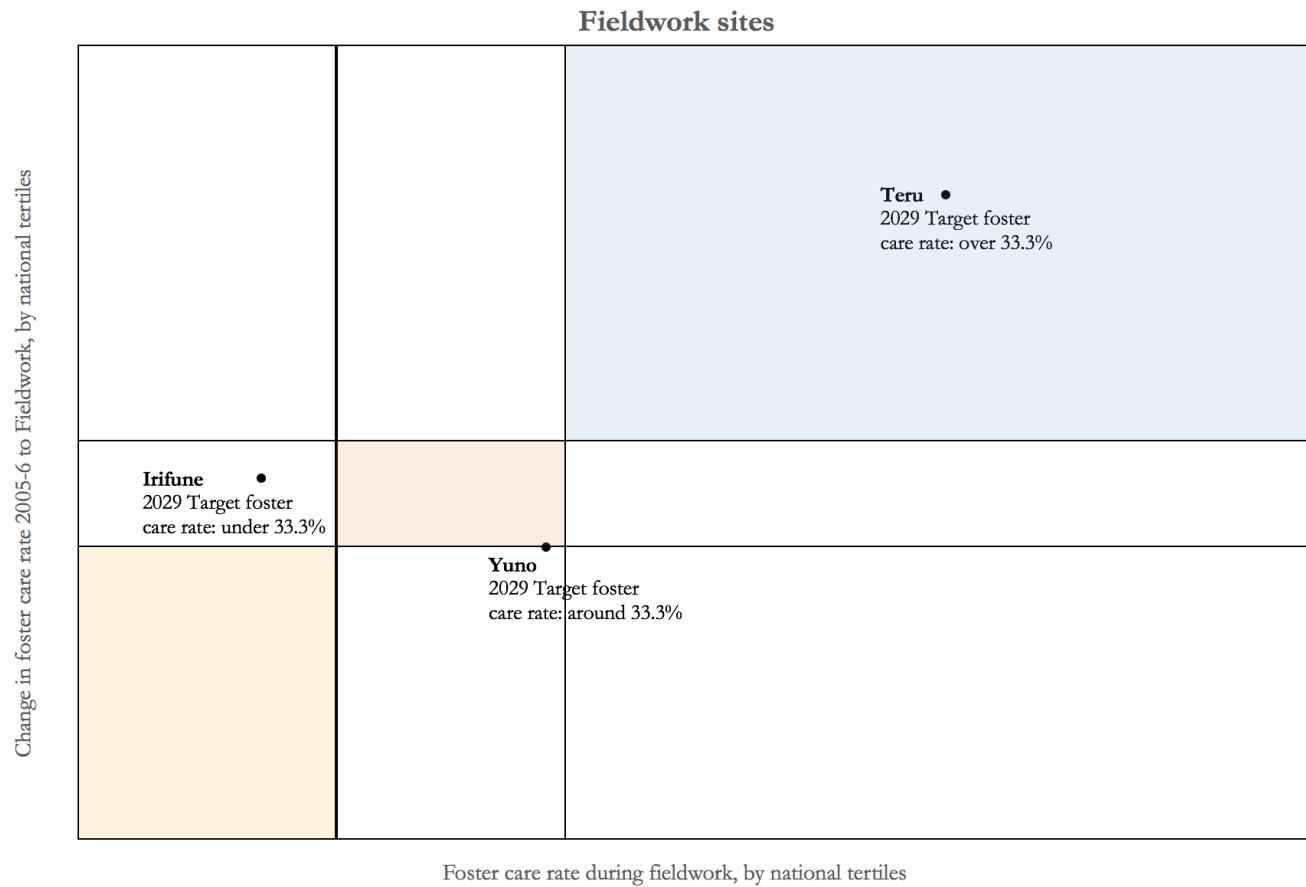 Fieldwork sites
Change in foster care rate 2005-6 to Fieldwork, by national tertiles
Teru
2029 Target foster
care rate: over 33.3%
Irifune
2029 Target foster
care rate: under 33.3%
Yuno
2029 Target foster
care rate: around 33.3%
Foster care rate during fieldwork, by national tertiles